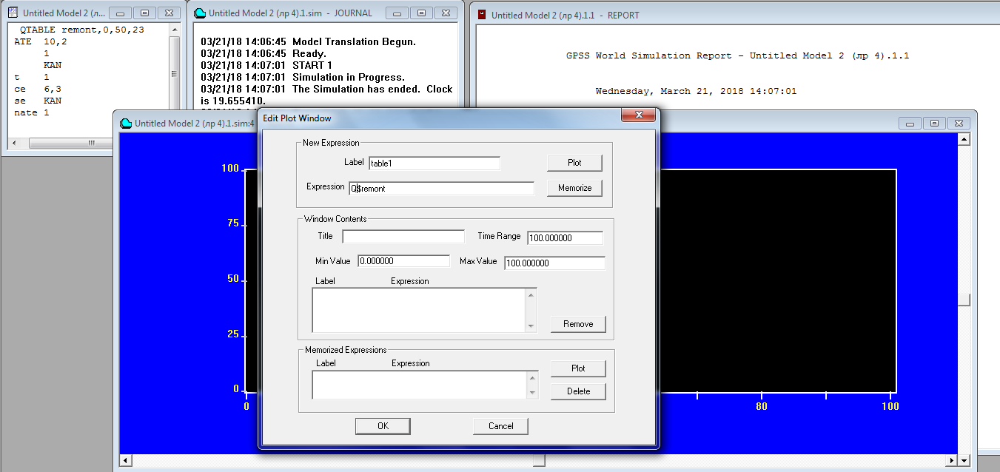 Untitled Model 2 (л...
QTABLE remont,0,50,23
ATE 10,2
1
KAN
t 1
ce 6,3
se KAN
nate 1
Untitled Model 2 (лр 4).1.sim - JOURNAL
03/21/18 14:06:45 Model Translation Begun.
03/21/18 14:06:45 Ready.
03/21/18 14:07:01 START 1
03/21/18 14:07:01 Simulation in Progress.
03/21/18 14:07:01 The Simulation has ended. Clock
is 19.655410.
Untitled Model 2 (лр 4).1.1 - REPORT
GPSS World Simulation Report - Untitled Model 2 (лр 4).1.1
Wednesday, March 21, 2018 14:07:01
Untitled Model 2 (лр 4).1.sim:4
100
75
50
25
0
0
80
100
Edit Plot Window
New Expression
Label table1 Plot
Expression Q$remont Memorize
Window Contents
Title Time Range 100.000000
Min Value 0.000000 Max Value 100.000000
Label Expression
Remove
Memorized Expressions
Label Expression Plot
Delete
OK Cancel